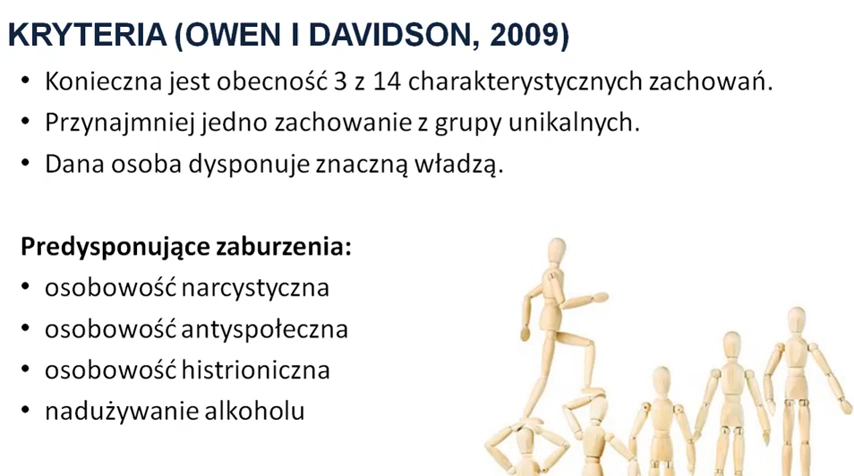 KRYTERIA (OWEN I DAVIDSON, 2009)
• Konieczna jest obecność 3 z 14 charakterystycznych zachowań.
• Przynajmniej jedno zachowanie z grupy unikalnych.
• Dana osoba dysponuje znaczną władzą.
Predysponujące zaburzenia:
• osobowość narcystyczna
• osobowość antyspołeczna
• osobowość histrioniczna
• nadużywanie alkoholu